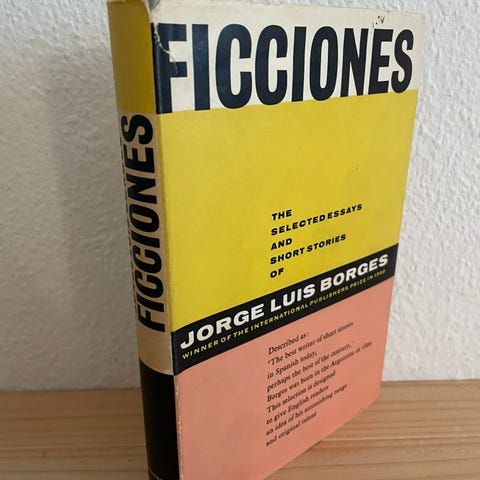 FICCIONES
THE
SELECTED ESSAYS
AND
SHORT STORIES
OF
JORGE LUIS BORGES
WINNER OF THE INTERNATIONAL PUBLISHERS PRIZE IN
Described as:
'The best writer of short stories
in Spanish today,
perhaps the best of the century,'
Borges was born in the Argentine in 1899
This selection is designed
to give English readers
an idea of his astonishing range
and original talent
FICCIONES